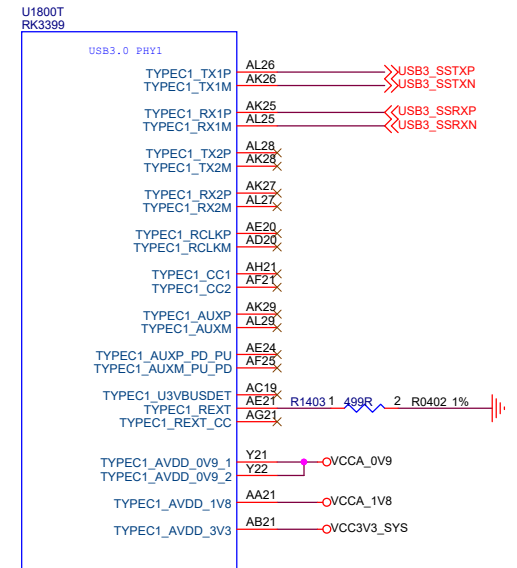 U1800T
RK3399
USB3.0 PHY1
TYPEC1_TX1P AL26 USB3_SSTXP
TYPEC1_TX1M AK26 USB3_SSTXN
TYPEC1_RX1P AK25 USB3_SSRXP
TYPEC1_RX1M AL25 USB3_SSRXN
TYPEC1_TX2P AL28
TYPEC1_TX2M AK28
TYPEC1_RX2P AK27
TYPEC1_RX2M AL27
TYPEC1_RCLKP AE20
TYPEC1_RCLKM AD20
TYPEC1_CC1 AH21
TYPEC1_CC2 AF21
TYPEC1_AUXP AK29
TYPEC1_AUXM AL29
TYPEC1_AUXP_PD_PU AE24
TYPEC1_AUXM_PU_PD AF25
TYPEC1_U3VBUSDET AC19
TYPEC1_REXT AE21 R1403 1 499R 2 R0402 1%
TYPEC1_REXT_CC AG21
TYPEC1_AVDD_0V9_1 Y21 VCCA_0V9
TYPEC1_AVDD_0V9_2 Y22
TYPEC1_AVDD_1V8 AA21 VCCA_1V8
TYPEC1_AVDD_3V3 AB21 VCC3V3_SYS